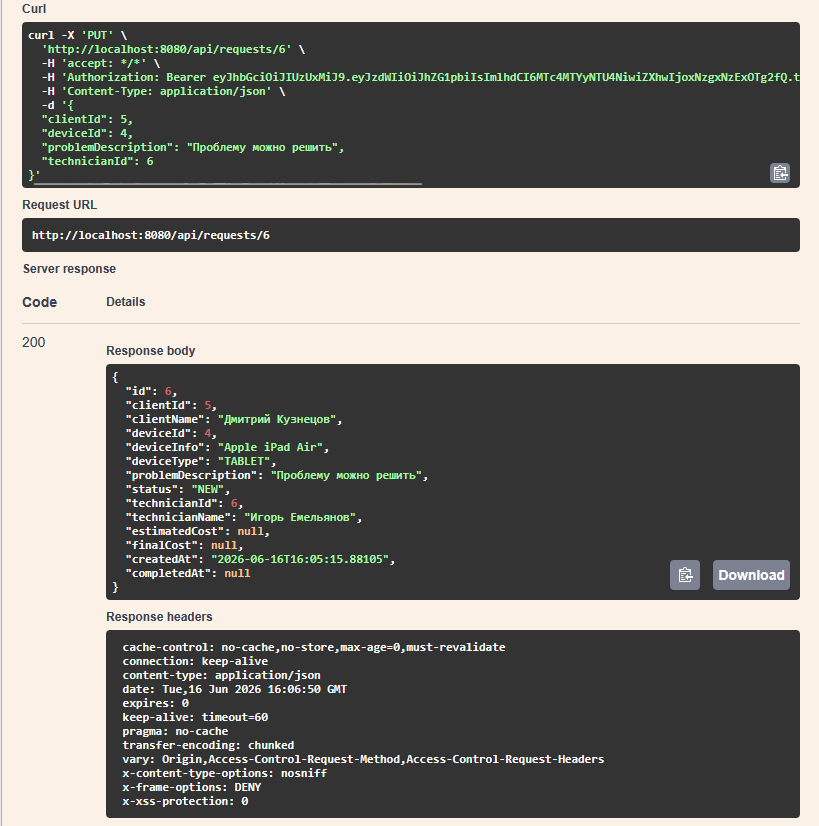 Curl
curl -X 'PUT' \
'http://localhost:8080/api/requests/6' \
-H 'accept: */*' \
-H 'Authorization: Bearer eyJhbGciOiJIUzUxMiJ9.eyJzdWIiOiJhZG1pbiIsImlhdCI6MTc4MTYyNTU4NiwiZXhwIjoxNzgxNzExOTg2fQ.t
-H 'Content-Type: application/json' \
-d '{
"clientId": 5,
"deviceId": 4,
"problemDescription": "Проблему можно решить",
"technicianId": 6
}'
Request URL
http://localhost:8080/api/requests/6
Server response
Code Details
200
Response body
{
"id": 6,
"clientId": 5,
"clientName": "Дмитрий Кузнецов",
"deviceId": 4,
"deviceInfo": "Apple iPad Air",
"deviceType": "TABLET",
"problemDescription": "Проблему можно решить",
"status": "NEW",
"technicianId": 6,
"technicianName": "Игорь Емельянов",
"estimatedCost": null,
"finalCost": null,
"createdAt": "2026-06-16T16:05:15.88105",
"completedAt": null
}
Download
Response headers
cache-control: no-cache,no-store,max-age=0,must-revalidate
connection: keep-alive
content-type: application/json
date: Tue,16 Jun 2026 16:06:50 GMT
expires: 0
keep-alive: timeout=60
pragma: no-cache
transfer-encoding: chunked
vary: Origin,Access-Control-Request-Method,Access-Control-Request-Headers
x-content-type-options: nosniff
x-frame-options: DENY
x-xss-protection: 0